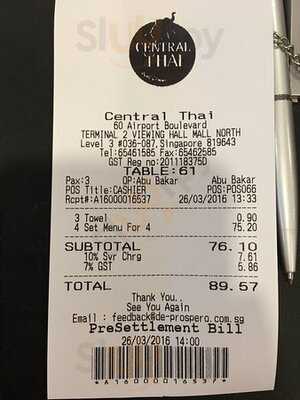 CENTRAL
THAI
Central Thai
60 Airport Boulevard
TERMINAL 2 VIEWING HALL MALL NORTH
Level 3 #036-087,Singapore 819643
Tel:65461585 Fax:65462585
GST Reg no:201118375D
TABLE:61
Pax:3 OP:Abu Bakar Abu Bakar
POS Title:CASHIER POS:POS066
Rcpt#:A16000016537 26/03/2016 13:33
3 Towel 0.90
4 Set Menu For 4 75.20
SUBTOTAL 76.10
10% Svr Chrg 7.61
7% GST 5.86
TOTAL 89.57
Thank You..
See You Again
Email : feedback@de-prospero.com.sg
PreSettlement Bill
26/03/2016 14:00
*A16000016537*